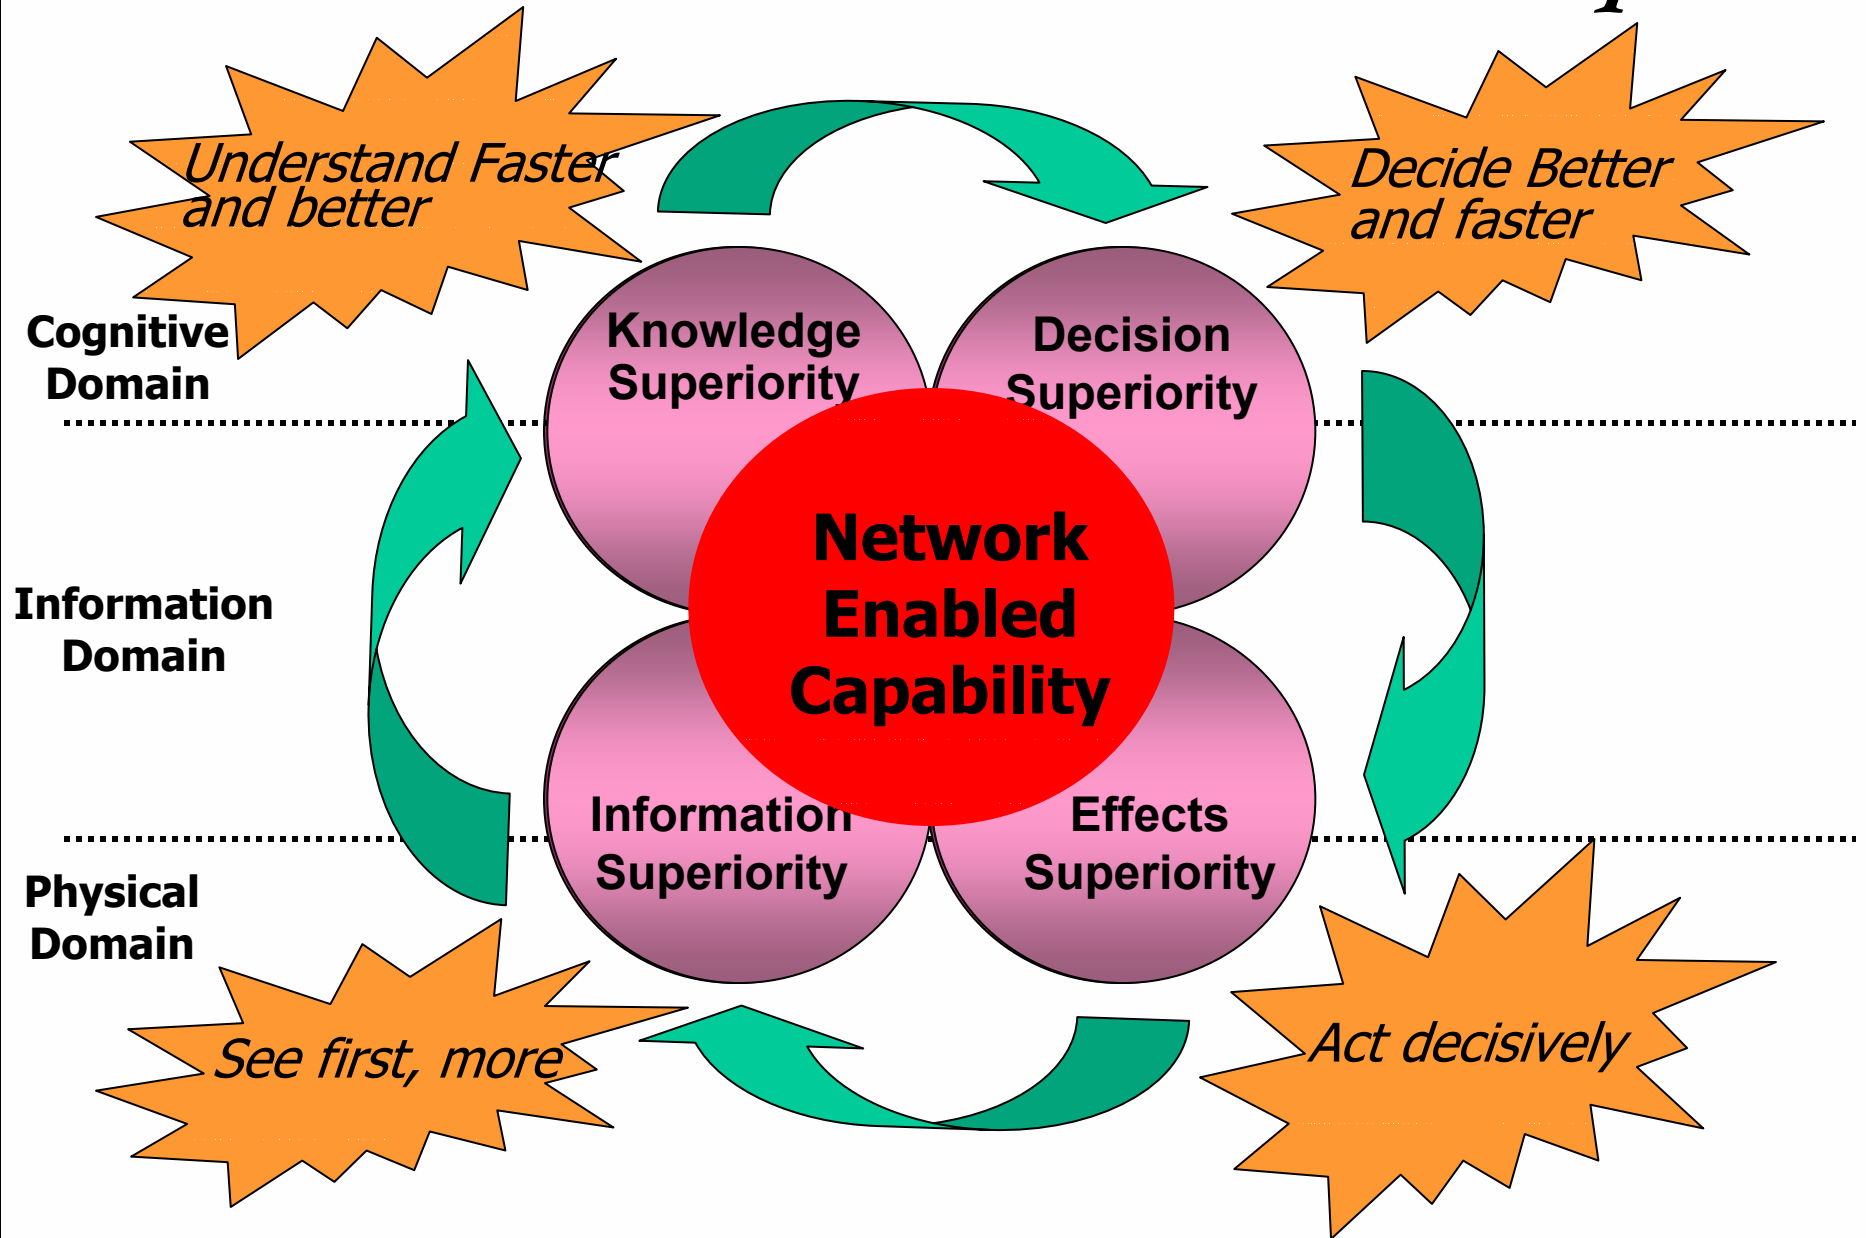 Understand Faster
and better
Decide Better
and faster
Cognitive
Domain
Knowledge
Superiority
Decision
Superiority
Network
Enabled
Capability
Information
Domain
Information
Superiority
Effects
Superiority
Physical
Domain
See first, more
Act decisively